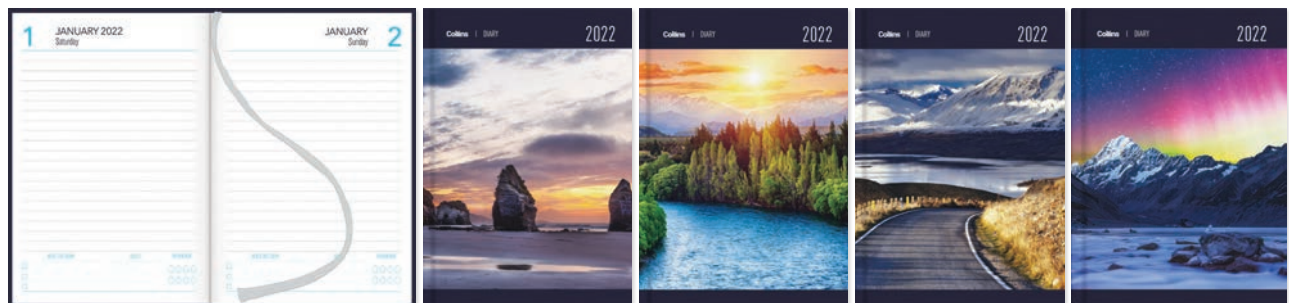 1
JANUARY 2022
Saturday
JANUARY
Sunday
2
Collins | DIARY
2022
Collins | DIARY
2022
Collins | DIARY
2022
Collins | DIARY
2022